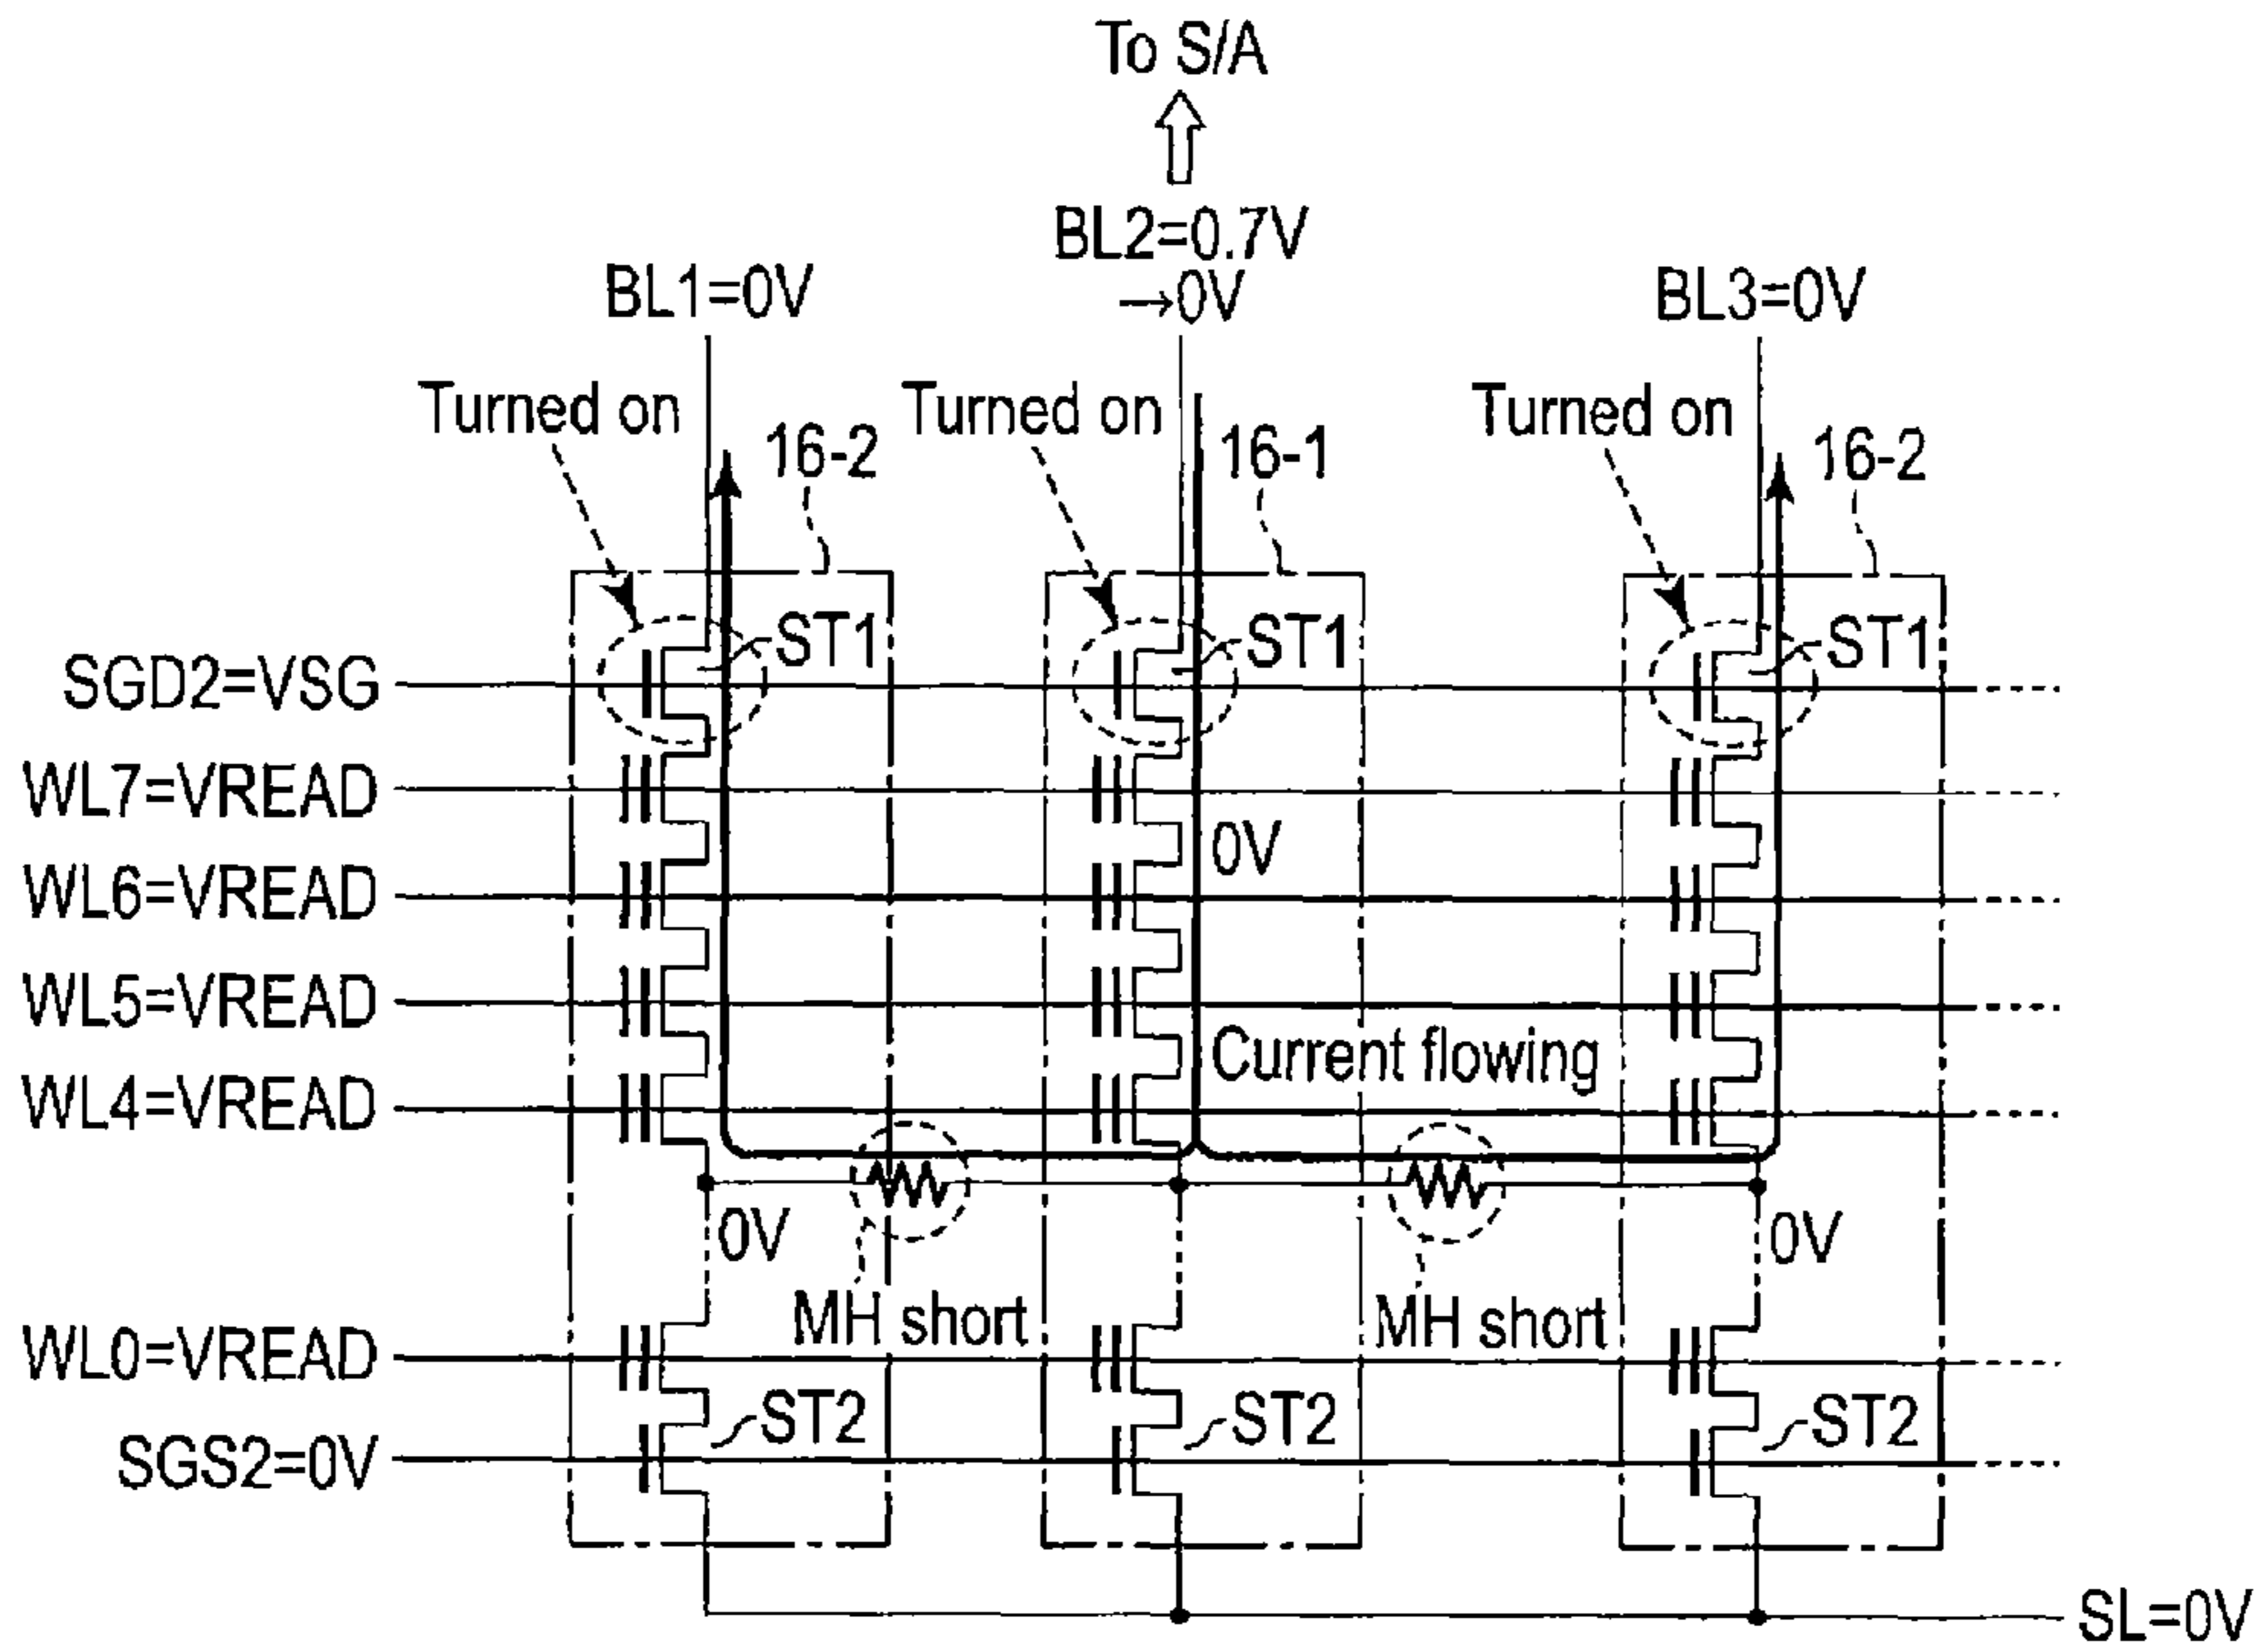 To S/A
BL2=0.7V
→0V
BL1=0V
BL3=0V
Turned on
Turned on
Turned on
16-2
16-1
16-2
ST1
ST1
ST1
SGD2=VSG
WL7=VREAD
0V
WL6=VREAD
WL5=VREAD
Current flowing
WL4=VREAD
0V
0V
MH short
MH short
WL0=VREAD
ST2
ST2
ST2
SGS2=0V
SL=0V